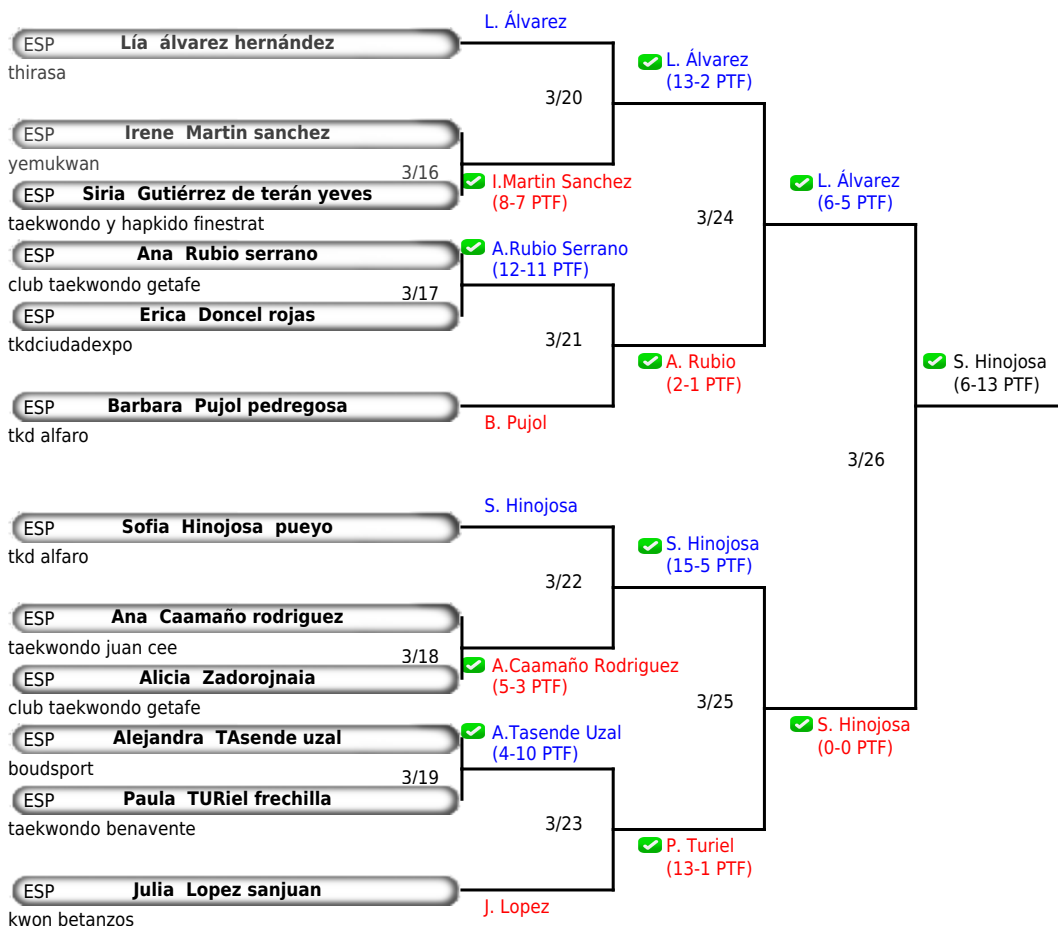 L. Álvarez
ESP Lía álvarez hernández
thirasa
L. Álvarez
(13-2 PTF)
3/20
ESP Irene Martin sanchez
yemukwan
3/16
I.Martin Sanchez
(8-7 PTF)
ESP Siria Gutiérrez de terán yeves
taekwondo y hapkido finestrat
L. Álvarez
(6-5 PTF)
3/24
ESP Ana Rubio serrano
club taekwondo getafe
A.Rubio Serrano
(12-11 PTF)
3/17
ESP Erica Doncel rojas
tkdciudadexpo
3/21
A. Rubio
(2-1 PTF)
S. Hinojosa
(6-13 PTF)
ESP Barbara Pujol pedregosa
tkd alfaro
B. Pujol
3/26
S. Hinojosa
ESP Sofia Hinojosa pueyo
tkd alfaro
S. Hinojosa
(15-5 PTF)
3/22
ESP Ana Caamaño rodriguez
taekwondo juan cee
3/18
A.Caamaño Rodriguez
(5-3 PTF)
ESP Alicia Zadorojnaia
club taekwondo getafe
3/25
S. Hinojosa
(0-0 PTF)
ESP Alejandra TAsende uzal
boudsport
A.Tasende Uzal
(4-10 PTF)
3/19
ESP Paula TURiel frechilla
taekwondo benavente
3/23
P. Turiel
(13-1 PTF)
ESP Julia Lopez sanjuan
kwon betanzos
J. Lopez